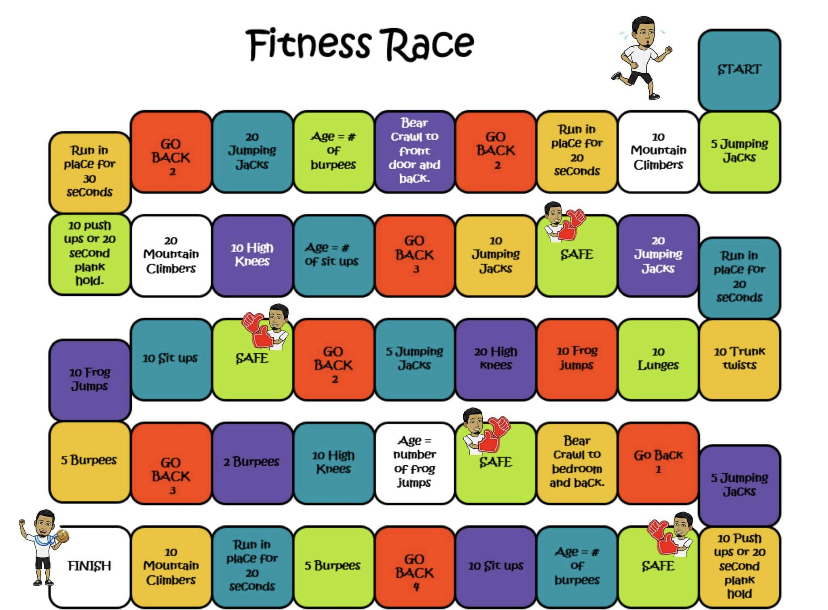 Fitness Race
START
Run in
place for
30
seconds
GO
BACK
2
20
Jumping
Jacks
Age = #
of
burpees
Bear
Crawl to
front
door and
back.
GO
BACK
2
Run in
place for
20
seconds
10
Mountain
Climbers
5 Jumping
Jacks
10 push
ups or 20
second
plank
hold.
20
Mountain
Climbers
10 High
Knees
Age = #
of sit ups
GO
BACK
3
10
Jumping
Jacks
SAFE
20
Jumping
Jacks
Run in
place for
20
seconds
10 Frog
Jumps
10 Sit ups
SAFE
GO
BACK
2
5 Jumping
Jacks
20 High
knees
10 Frog
jumps
10
Lunges
10 Trunk
twists
5 Burpees
GO
BACK
3
2 Burpees
10 High
Knees
Age =
number
of frog
jumps
SAFE
Bear
Crawl to
bedroom
and back.
Go Back
1
5 Jumping
Jacks
FINISH
10
Mountain
Climbers
Run in
place for
20
seconds
5 Burpees
GO
BACK
4
10 Sit ups
Age = #
of
burpees
SAFE
10 Push
ups or 20
second
plank
hold